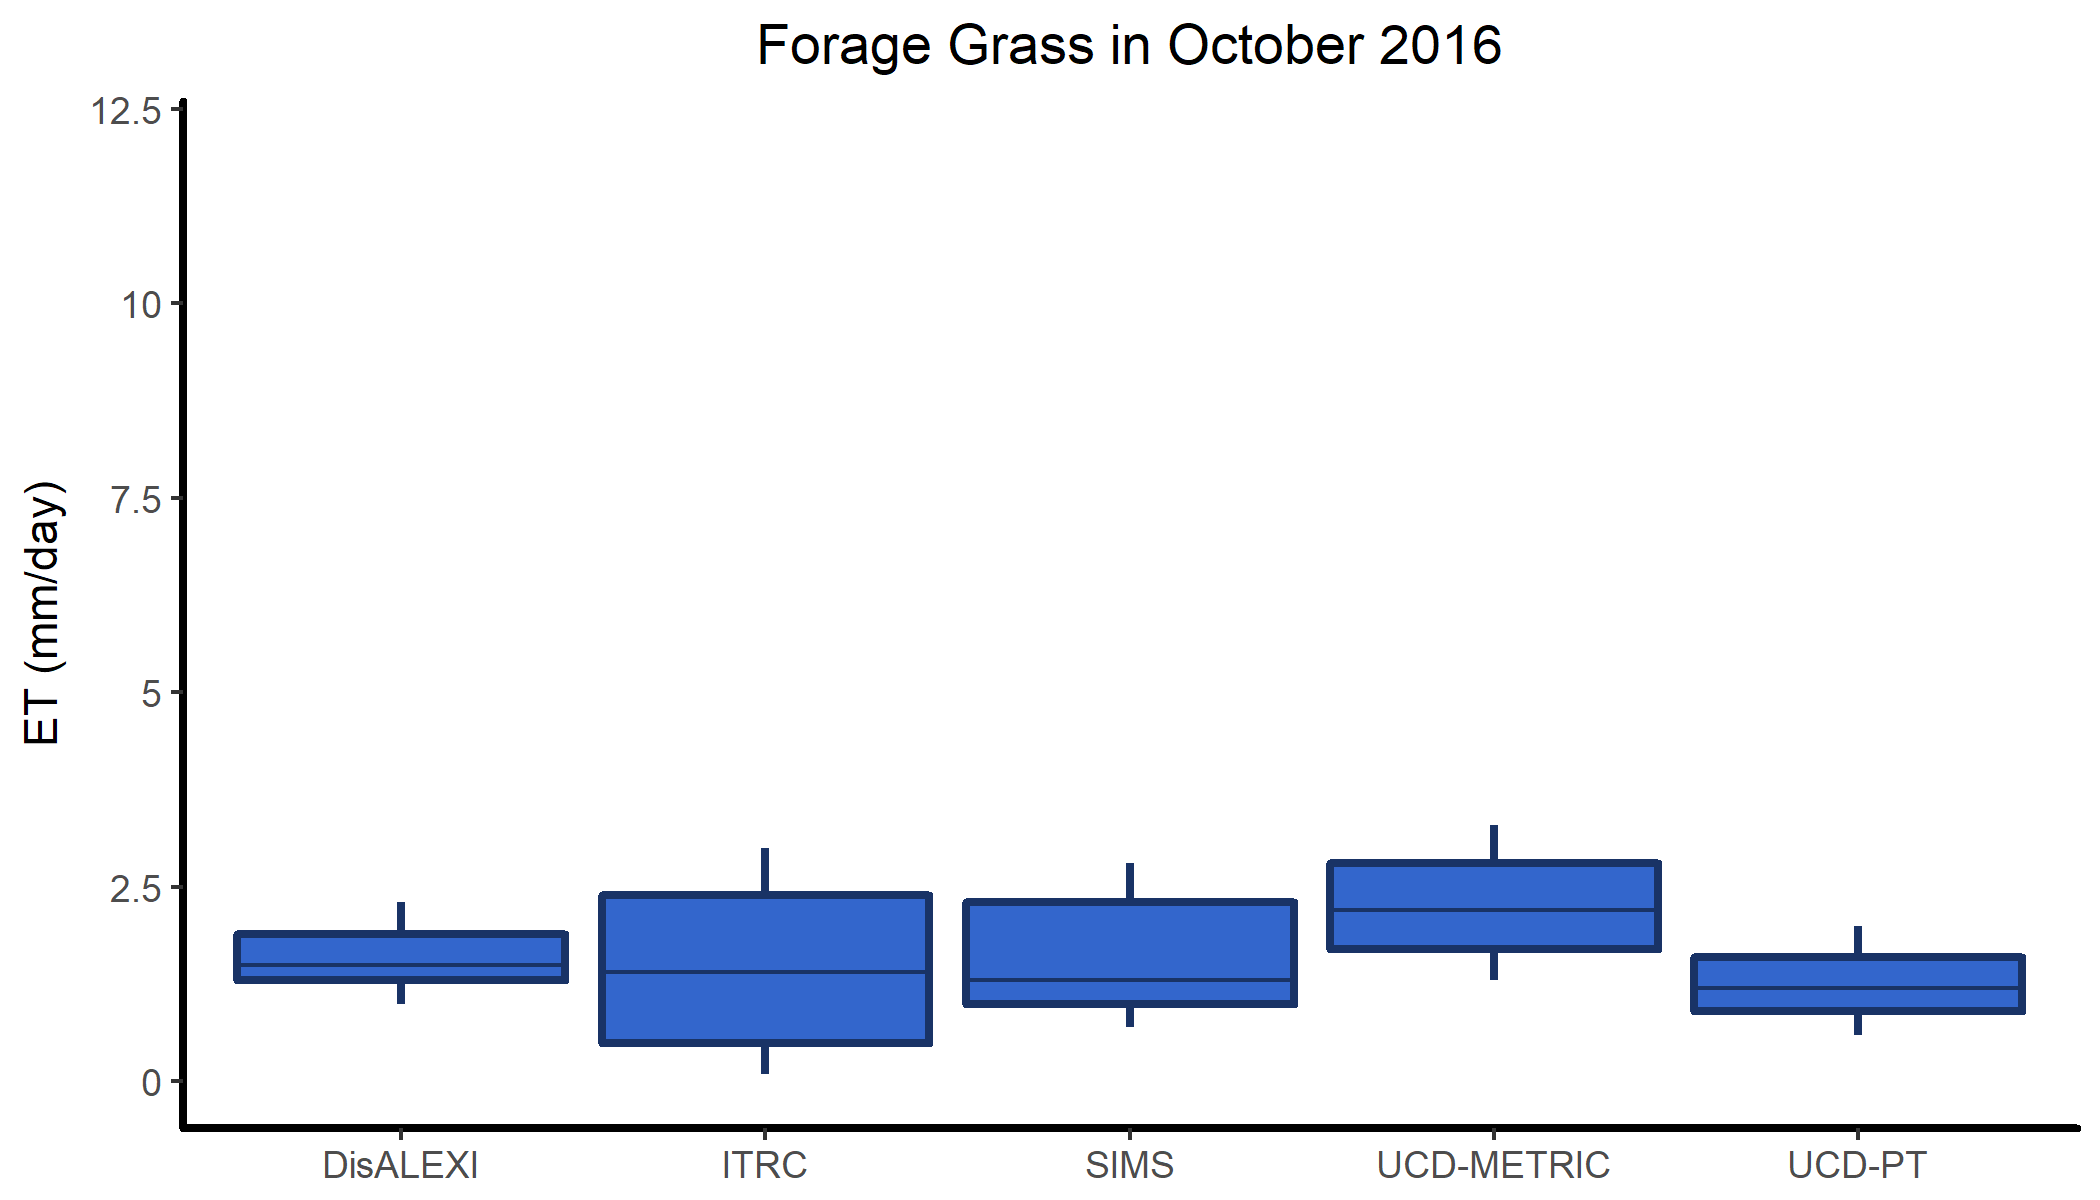 Forage Grass in October 2016
ET (mm/day)
12.5
10
7.5
5
2.5
0
DisALEXI
ITRC
SIMS
UCD-METRIC
UCD-PT